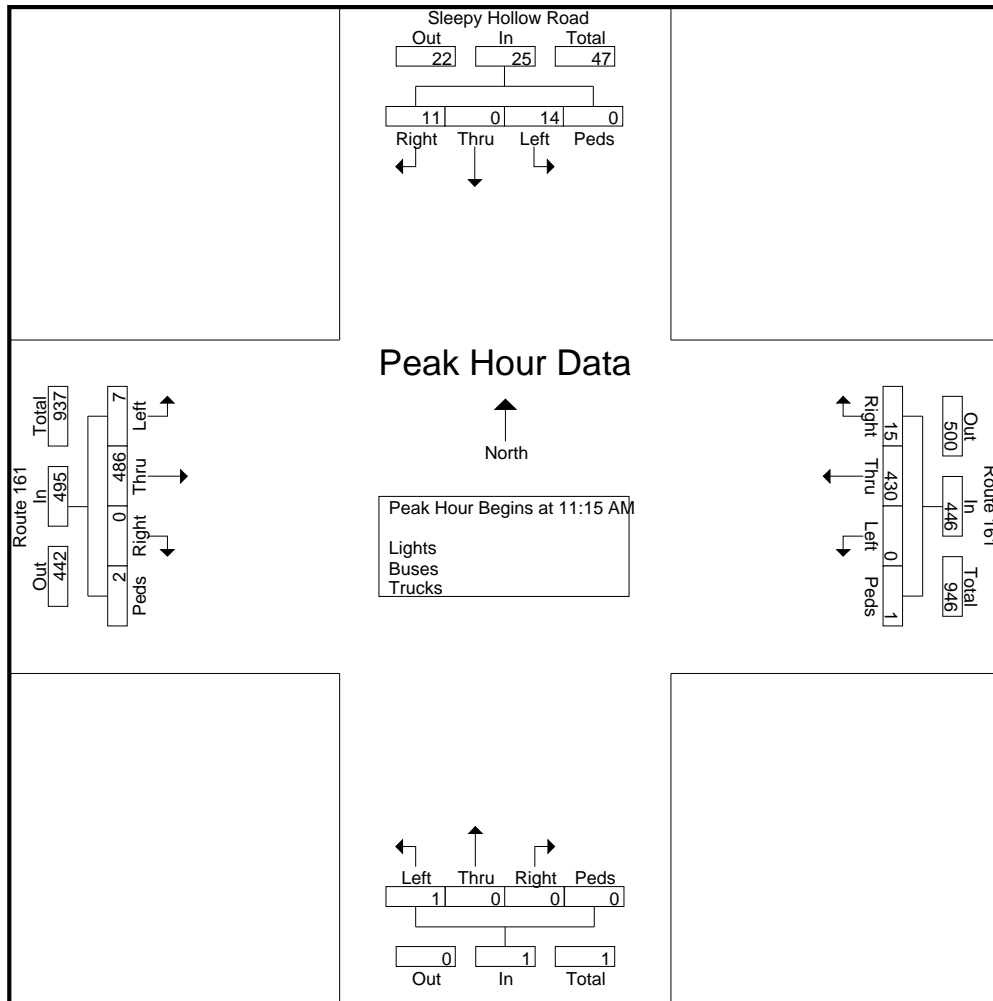 Sleepy Hollow Road
Out In Total
22 25 47
11 0 14 0
Right Thru Left Peds
Peak Hour Data
North
Peak Hour Begins at 11:15 AM
Lights
Buses
Trucks
Route 161
Total In Out
937 495 442
7 486 0 2
Left Thru Right Peds
Route 161
Out In Total
500 446 946
15 430 0 1
Right Thru Left Peds
Left Thru Right Peds
1 0 0 0
0 1 1
Out In Total